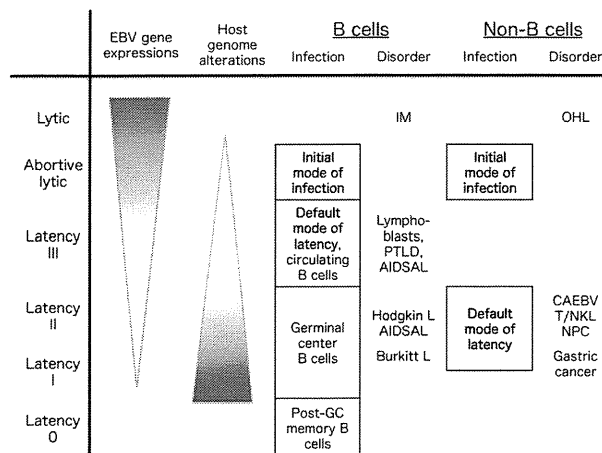 B cells
Non-B cells
EBV gene
expressions
Host
genome
alterations
Infection
Disorder
Infection
Disorder
Lytic
IM
OHL
Abortive
lytic
Initial
mode of
infection
Initial
mode of
infection
Latency
III
Default
mode of
latency,
circulating
B cells
Lympho-
blasts,
PTLD,
AIDSAL
Latency
II
Germinal
center
B cells
Hodgkin L
AIDSAL
Default
mode of
latency
CAEBV
T/NKL
NPC
Latency
I
Burkitt L
Gastric
cancer
Latency
0
Post-GC
memory B
cells